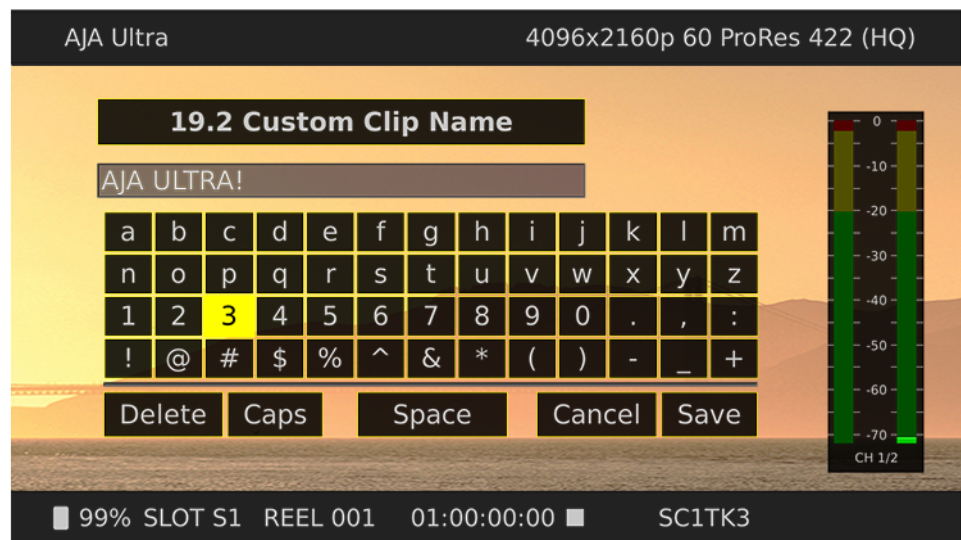 AJA Ultra 4096x2160p 60 ProRes 422 (HQ)
19.2 Custom Clip Name
AJA ULTRA!
a b c d e f g h i j k l m
n o p q r s t u v w x y z
1 2 3 4 5 6 7 8 9 0 . , :
! @ # $ % ^ & * ( ) - _ +
Delete Caps Space Cancel Save
0
-10
-20
-30
-40
-50
-60
-70
CH 1/2
99% SLOT S1 REEL 001 01:00:00:00 SC1TK3